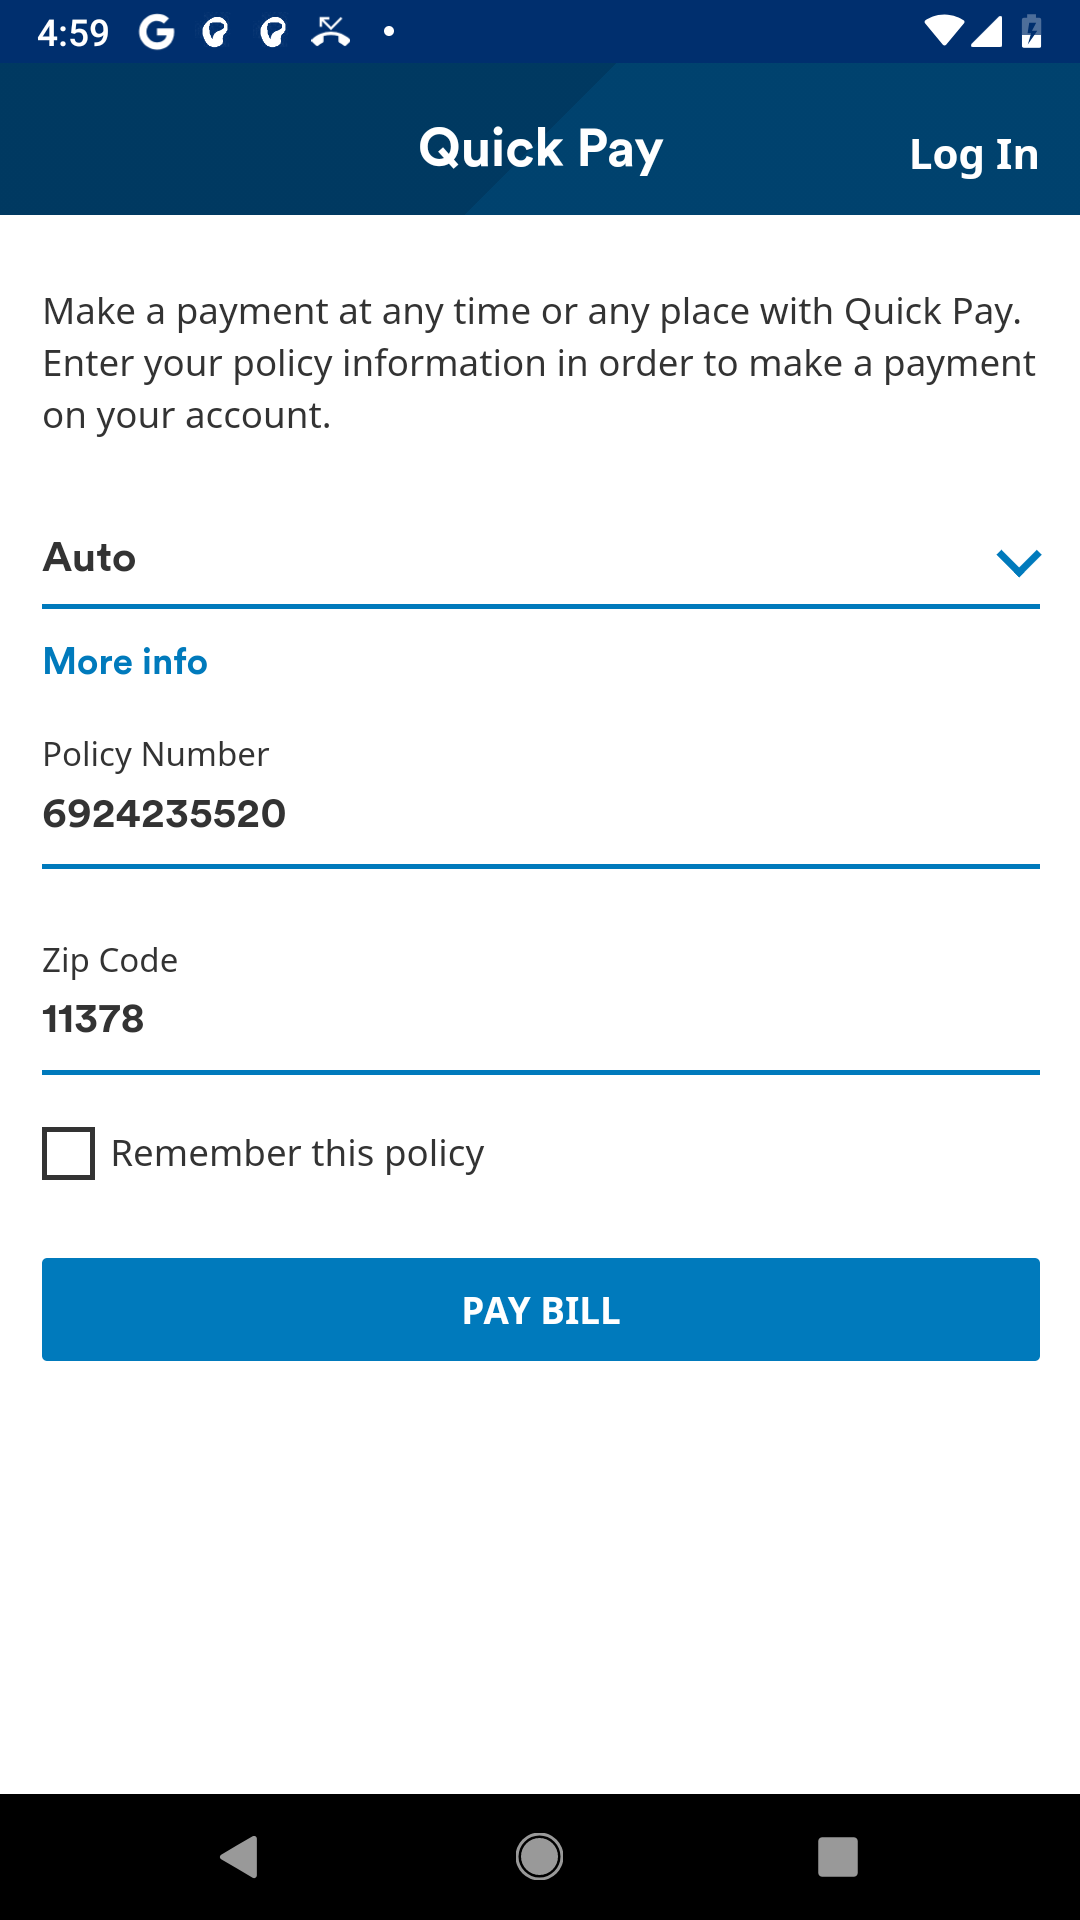 4:59
Quick Pay
Log In
Make a payment at any time or any place with Quick Pay.
Enter your policy information in order to make a payment
on your account.
Auto
More info
Policy Number
6924235520
Zip Code
11378
Remember this policy
PAY BILL